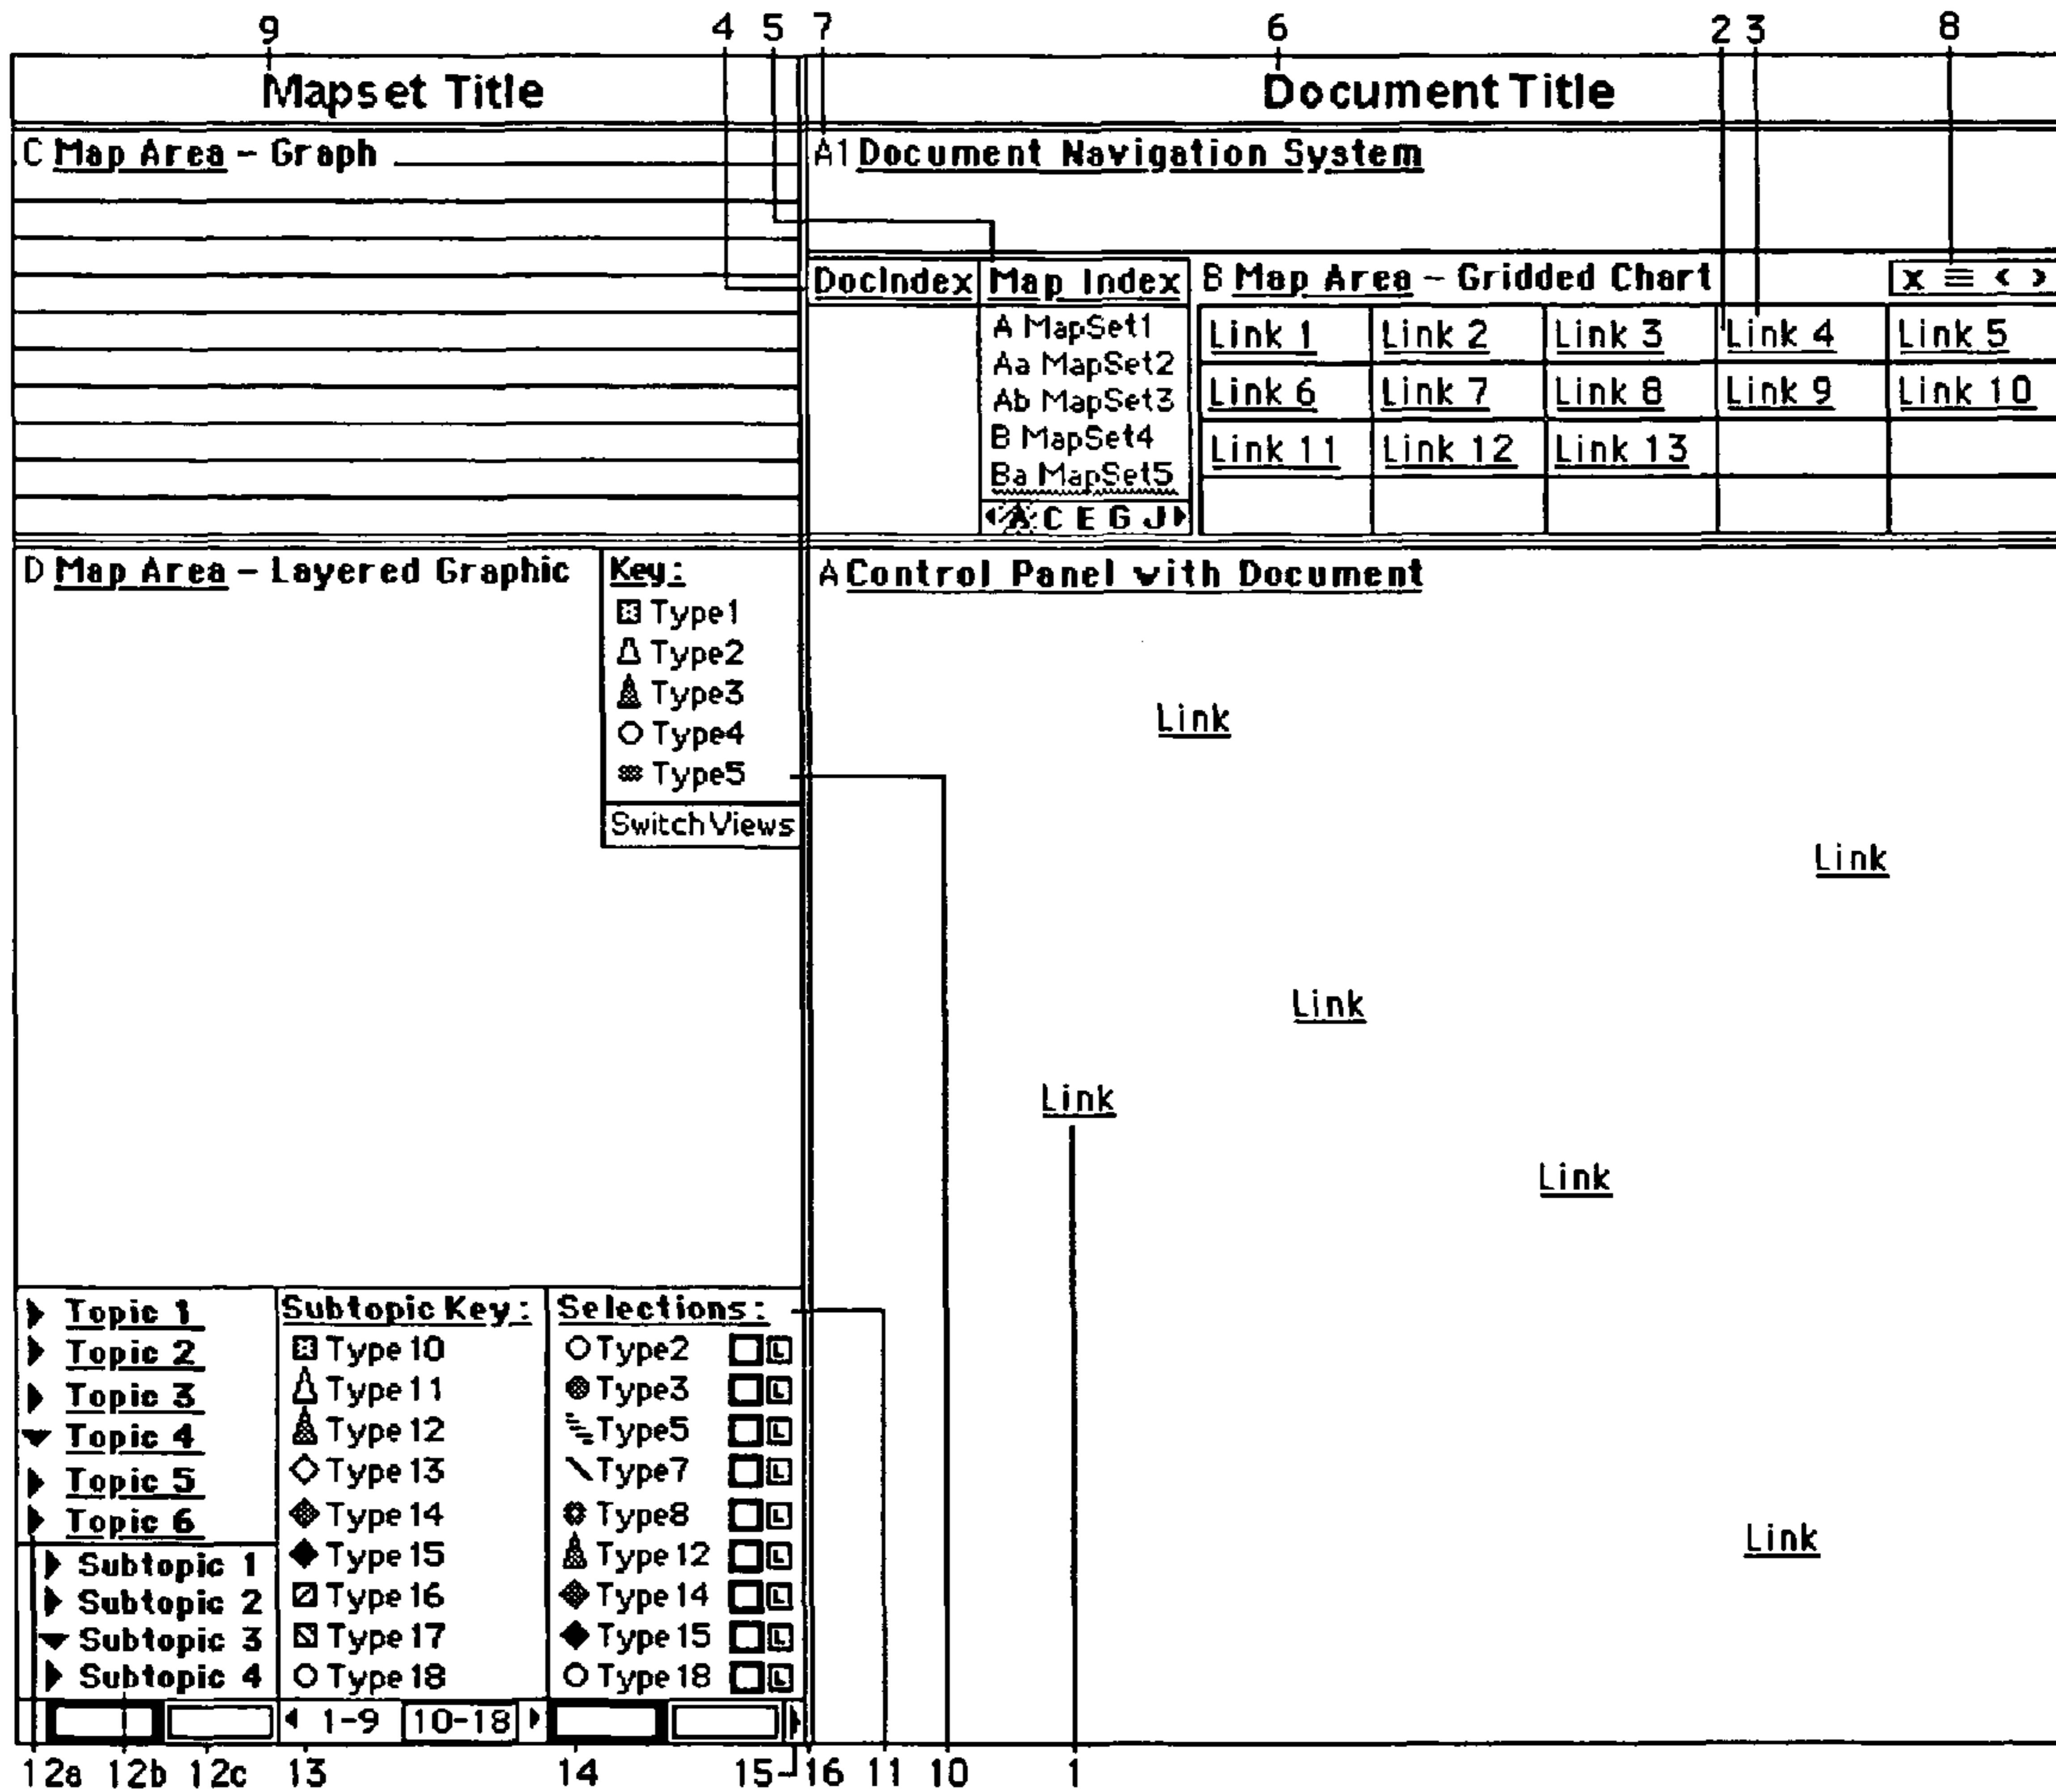 9 4 5 7 6 2 3 8
Mapset Title
Document Title
C Map Area - Graph
A1 Document Navigation System
DocIndex
Map Index
A MapSet1
Aa MapSet2
Ab MapSet3
B MapSet4
Ba MapSet5
A C E G J
B Map Area - Gridded Chart
X ≡ < >
Link 1 Link 2 Link 3 Link 4 Link 5
Link 6 Link 7 Link 8 Link 9 Link 10
Link 11 Link 12 Link 13
D Map Area - Layered Graphic
Key:
Type1
Type2
Type3
Type4
Type5
Switch Views
A Control Panel with Document
Link
Link
Link
Link
Link
Link
Topic 1
Topic 2
Topic 3
Topic 4
Topic 5
Topic 6
Subtopic 1
Subtopic 2
Subtopic 3
Subtopic 4
Subtopic Key:
Type 10
Type 11
Type 12
Type 13
Type 14
Type 15
Type 16
Type 17
Type 18
1-9 10-18
Selections:
Type2 L
Type3 L
Type5 L
Type7 L
Type8 L
Type 12 L
Type 14 L
Type 15 L
Type 18 L
12a 12b 12c 13 14 15 16 11 10 1